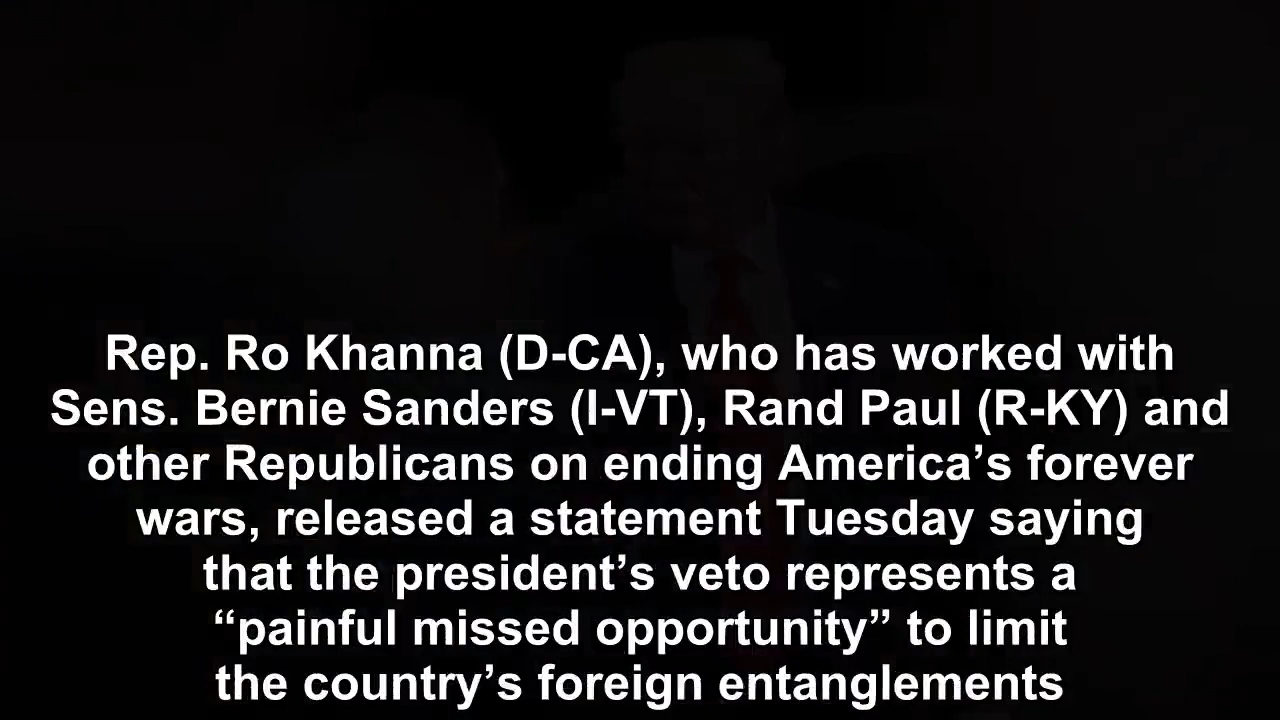 Rep. Ro Khanna (D-CA), who has worked with
Sens. Bernie Sanders (I-VT), Rand Paul (R-KY) and
other Republicans on ending America’s forever
wars, released a statement Tuesday saying
that the president’s veto represents a
“painful missed opportunity” to limit
the country’s foreign entanglements